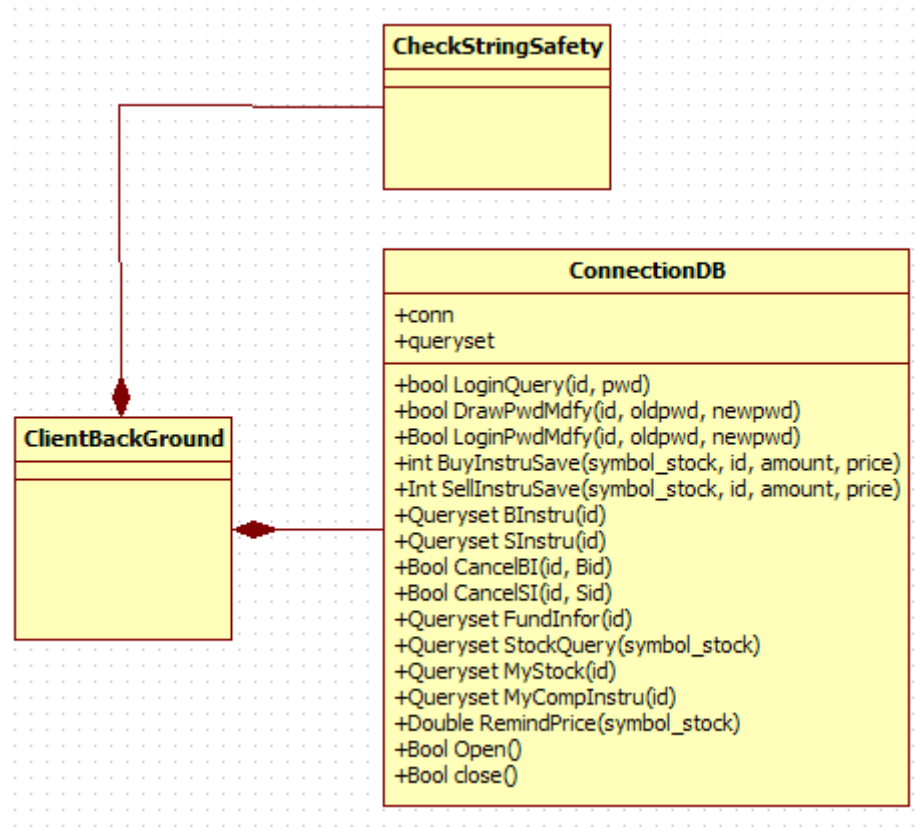 CheckStringSafety
ConnectionDB
+conn
+queryset
+bool LoginQuery(id, pwd)
+bool DrawPwdMdfy(id, oldpwd, newpwd)
+Bool LoginPwdMdfy(id, oldpwd, newpwd)
+int BuyInstruSave(symbol_stock, id, amount, price)
+Int SellInstruSave(symbol_stock, id, amount, price)
+Queryset BInstru(id)
+Queryset SInstru(id)
+Bool CancelBI(id, Bid)
+Bool CancelSI(id, Sid)
+Queryset FundInfor(id)
+Queryset StockQuery(symbol_stock)
+Queryset MyStock(id)
+Queryset MyCompInstru(id)
+Double RemindPrice(symbol_stock)
+Bool Open()
+Bool close()
ClientBackGround